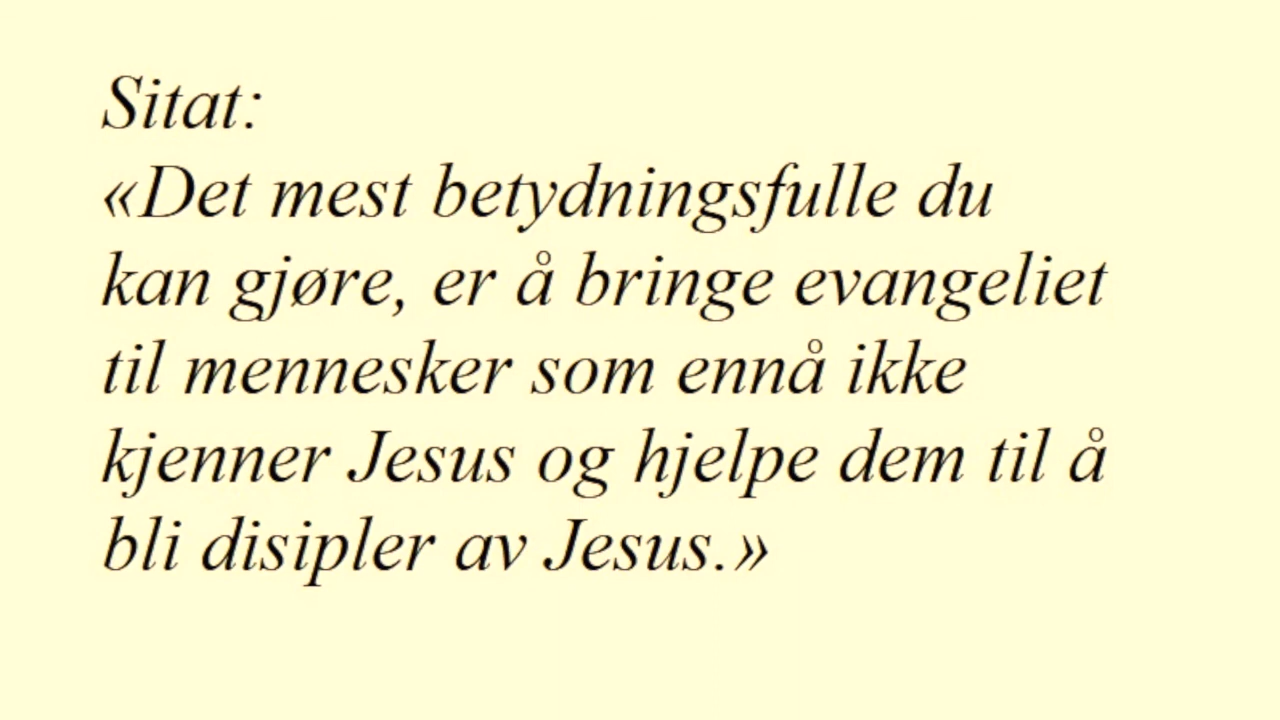 Sitat:
«Det mest betydningsfulle du
kan gjøre, er å bringe evangeliet
til mennesker som ennå ikke
kjenner Jesus og hjelpe dem til å
bli disipler av Jesus.»